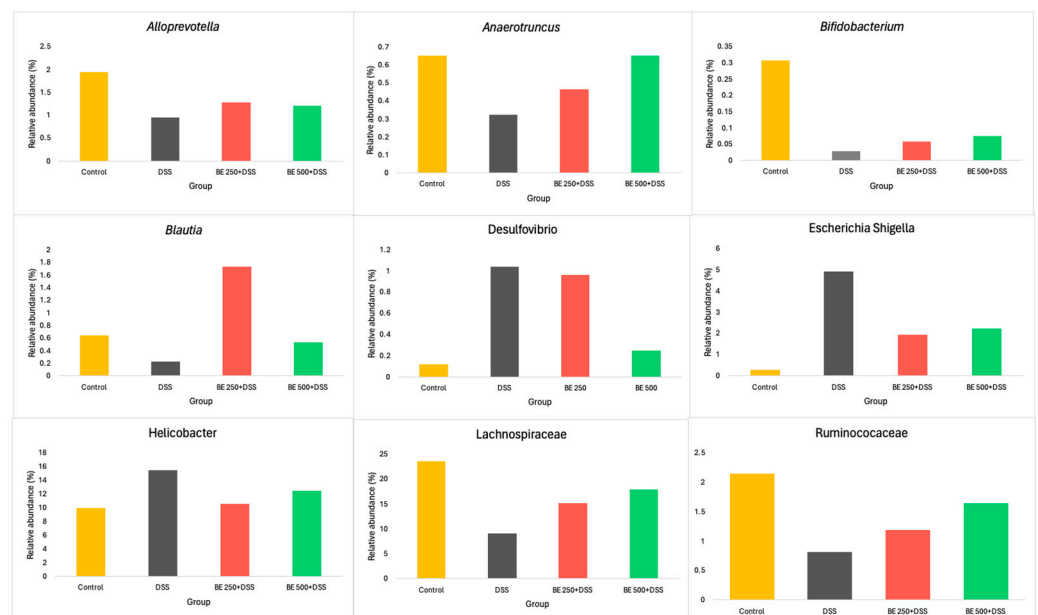 Alloprevotella
Relative abundance (%)
2.5
2
1.5
1
0.5
0
Control DSS BE 250+DSS BE 500+DSS
Group
Anaerotruncus
Relative abundance (%)
0.7
0.6
0.5
0.4
0.3
0.2
0.1
0
Control DSS BE 250+DSS BE 500+DSS
Group
Bifidobacterium
Relative abundance (%)
0.35
0.3
0.25
0.2
0.15
0.1
0.05
0
Control DSS BE 250+DSS BE 500+DSS
Group
Blautia
Relative abundance (%)
2
1.8
1.6
1.4
1.2
1
0.8
0.6
0.4
0.2
0
Control DSS BE 250+DSS BE 500+DSS
Group
Desulfovibrio
Relative abundance (%)
1.2
1
0.8
0.6
0.4
0.2
0
Control DSS BE 250 BE 500
Group
Escherichia Shigella
Relative abundance (%)
6
5
4
3
2
1
0
Control DSS BE 250+DSS BE 500+DSS
Group
Helicobacter
Relative abundance (%)
18
16
14
12
10
8
6
4
2
0
Control DSS BE 250+DSS BE 500+DSS
Group
Lachnospiraceae
Relative abundance (%)
25
20
15
10
5
0
Control DSS BE 250+DSS BE 500+DSS
Group
Ruminococaceae
Relative abundance (%)
2.5
2
1.5
1
0.5
0
Control DSS BE 250+DSS BE 500+DSS
Group